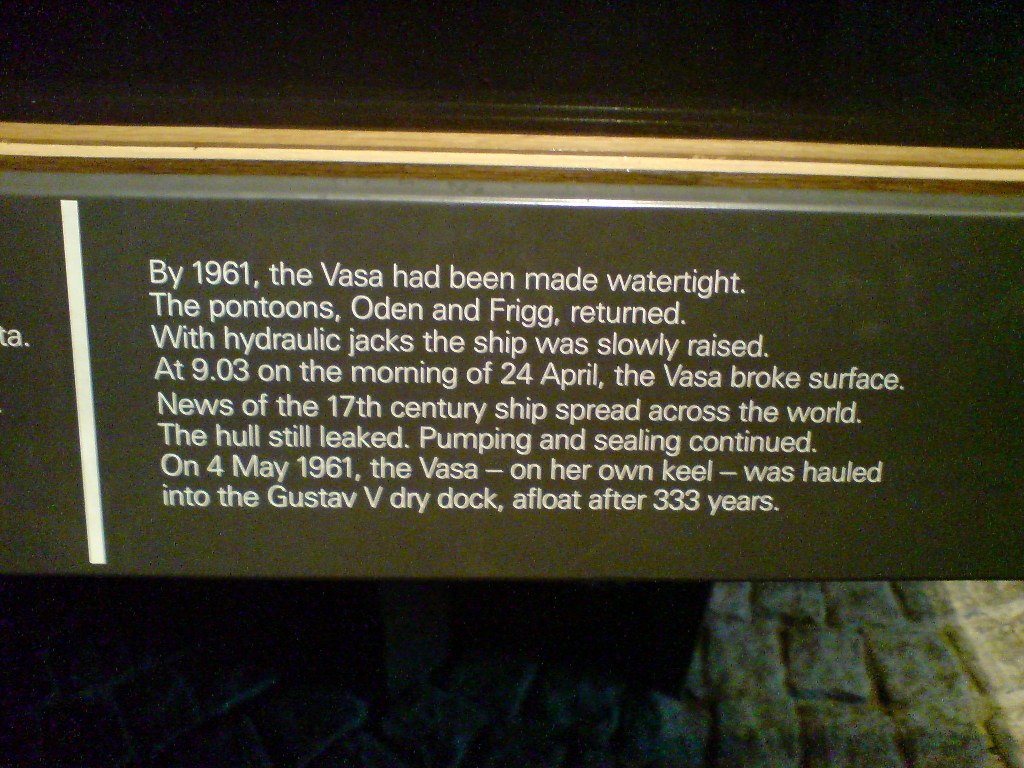 ta.
By 1961, the Vasa had been made watertight.
The pontoons, Oden and Frigg, returned.
With hydraulic jacks the ship was slowly raised.
At 9.03 on the morning of 24 April, the Vasa broke surface.
News of the 17th century ship spread across the world.
The hull still leaked. Pumping and sealing continued.
On 4 May 1961, the Vasa – on her own keel – was hauled
into the Gustav V dry dock, afloat after 333 years.